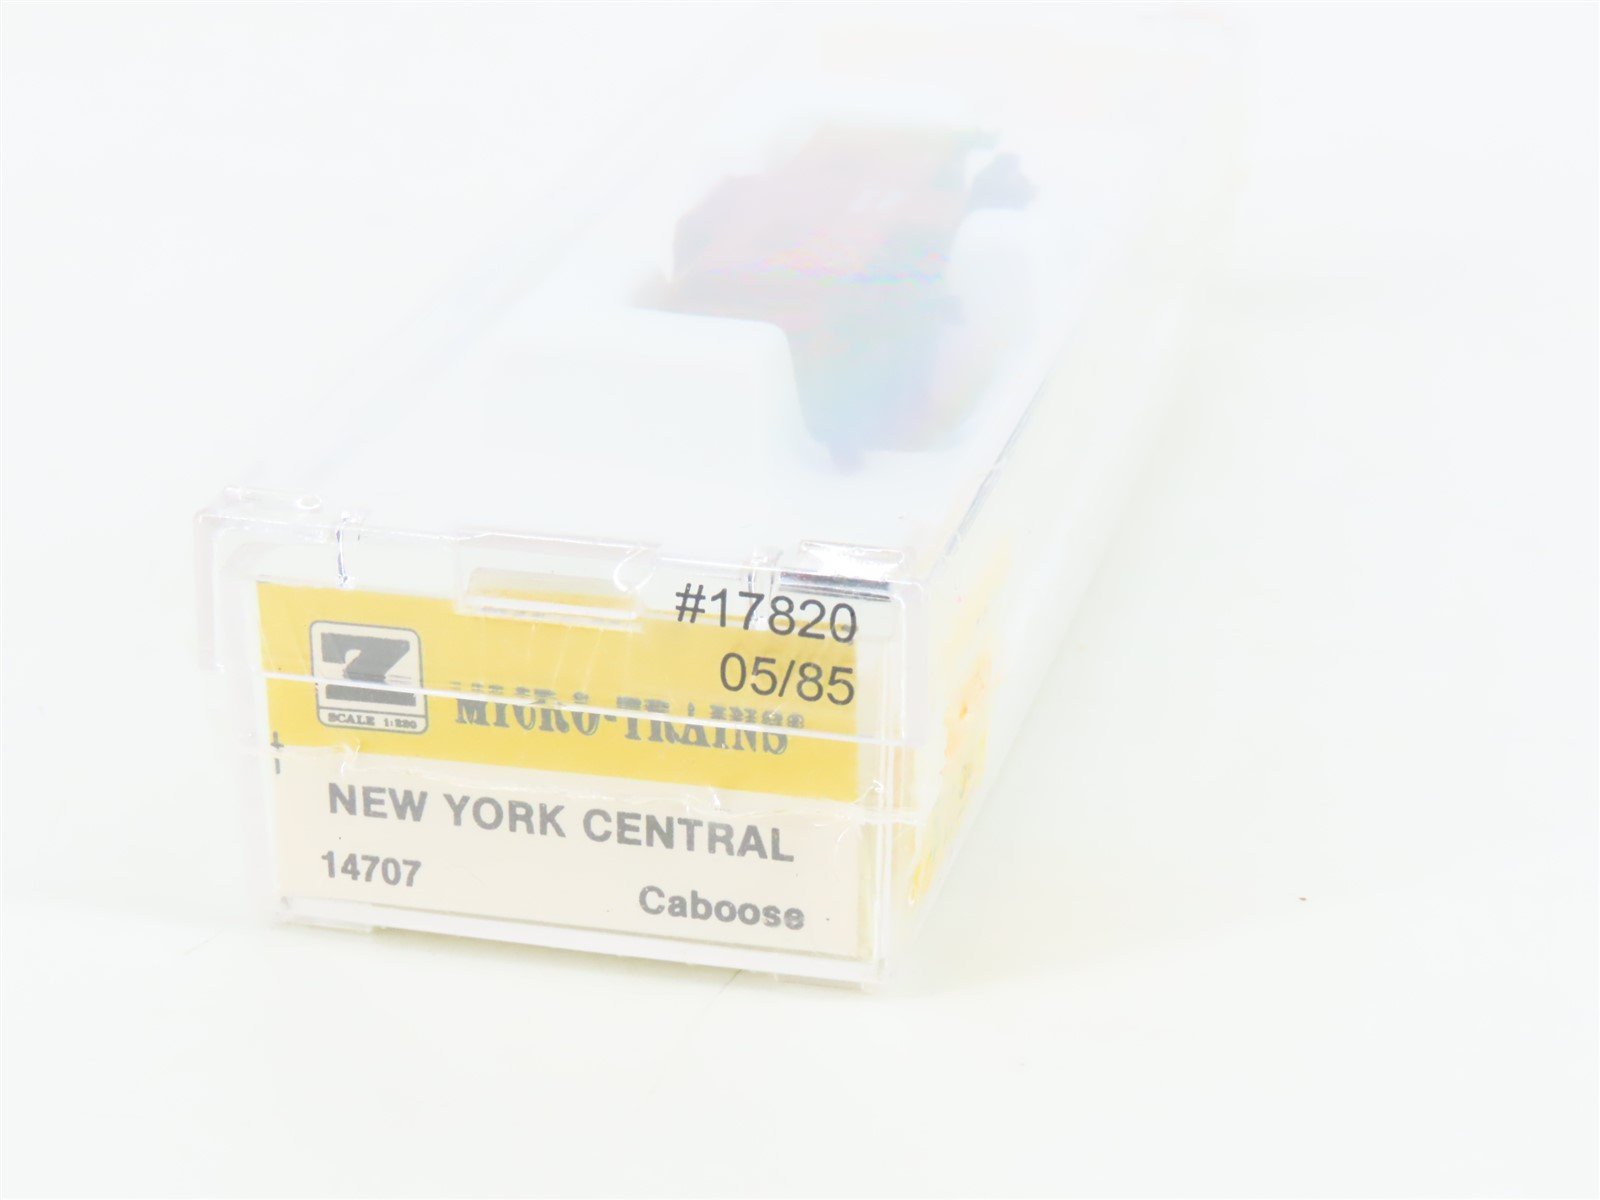 #17820
05/85
Z
SCALE 1:220
MICRO-TRAINS®
NEW YORK CENTRAL
14707
Caboose